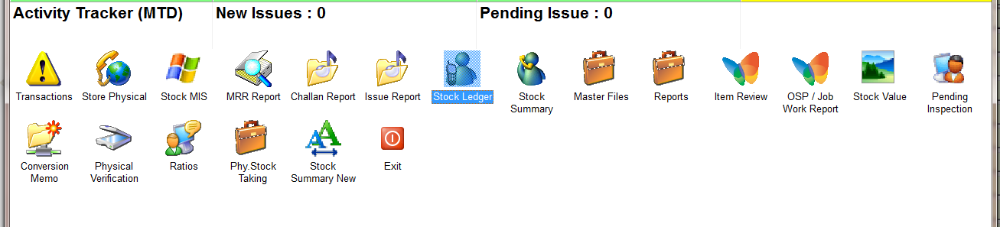 Activity Tracker (MTD) New Issues : 0 Pending Issue : 0
Transactions Store Physical Stock MIS MRR Report Challan Report Issue Report Stock Ledger Stock Summary Master Files Reports Item Review OSP / Job Work Report Stock Value Pending Inspection
Conversion Memo Physical Verification Ratios Phy.Stock Taking Stock Summary New Exit